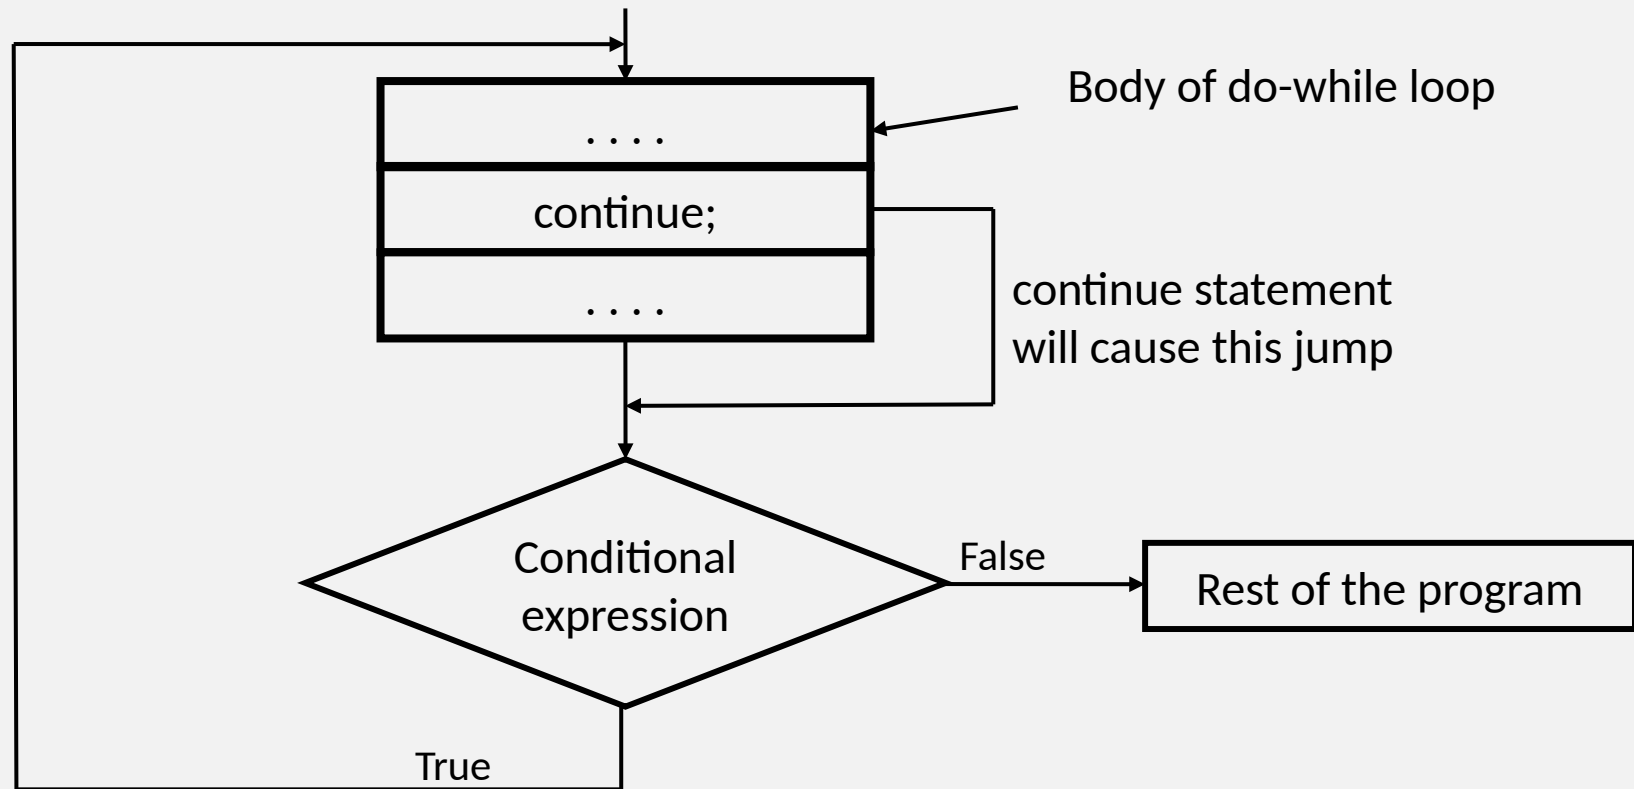 Body of do-while loop
. . . .
continue;
. . . .
continue statement
will cause this jump
Conditional
expression
False
Rest of the program
True